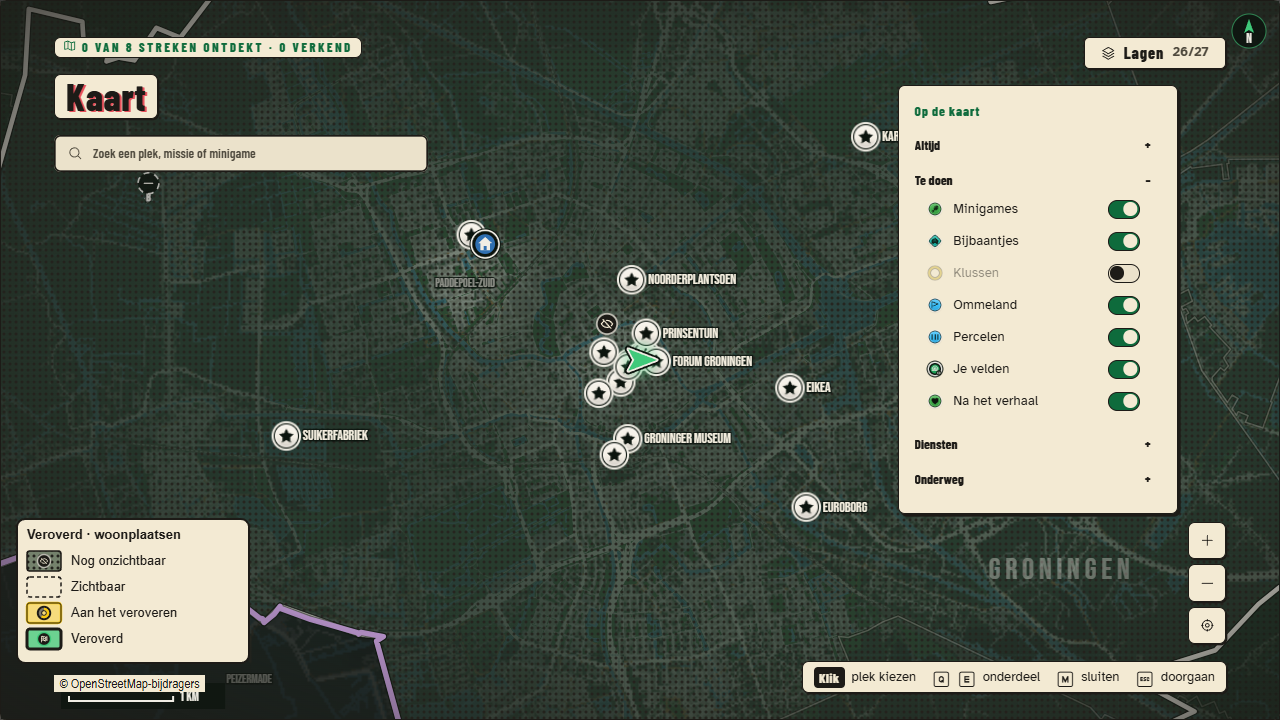 0 VAN 8 STREKEN ONTDEKT · 0 VERKEND
Kaart
Zoek een plek, missie of minigame
Lagen 26/27
N
Op de kaart
Altijd +
Te doen -
Minigames
Bijbaantjes
Klussen
Ommeland
Percelen
Je velden
Na het verhaal
Diensten +
Onderweg +
KAR
8
PADDEPOEL-ZUID
NOORDERPLANTSOEN
PRINSENTUIN
FORUM GRONINGEN
EIKEA
SUIKERFABRIEK
GRONINGER MUSEUM
EUROBORG
GRONINGEN
Veroverd · woonplaatsen
Nog onzichtbaar
Zichtbaar
Aan het veroveren
Veroverd
PEIZERMADE
© OpenStreetMap-bijdragers
1 KM
+
−
Klik plek kiezen Q E onderdeel M sluiten ESC doorgaan